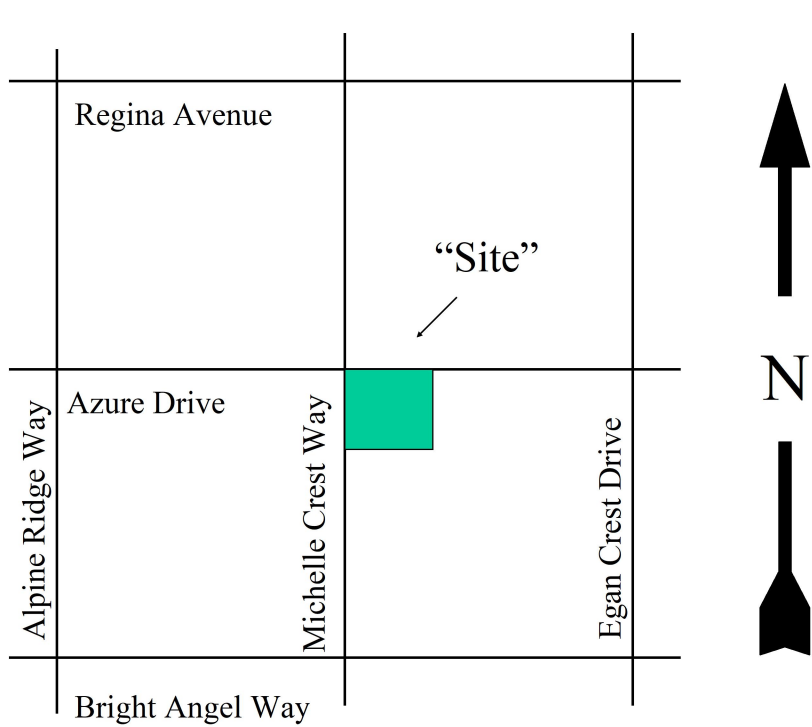 Regina Avenue
“Site”
N
Azure Drive
Alpine Ridge Way
Michelle Crest Way
Egan Crest Drive
Bright Angel Way